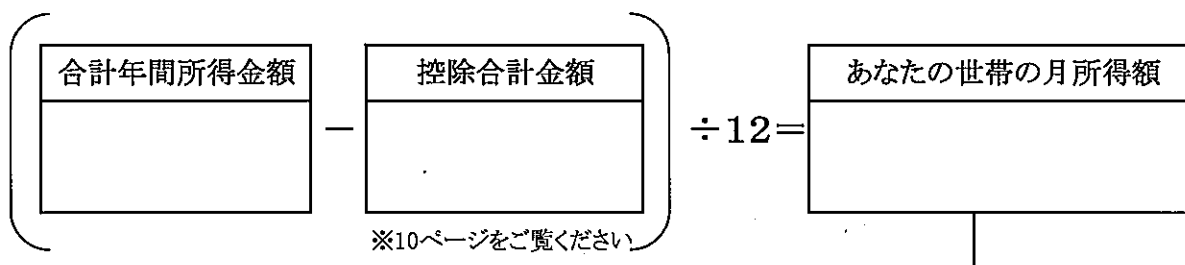 合計年間所得金額 控除合計金額 あなたの世帯の月所得額
－ ÷12＝
※10ページをご覧ください